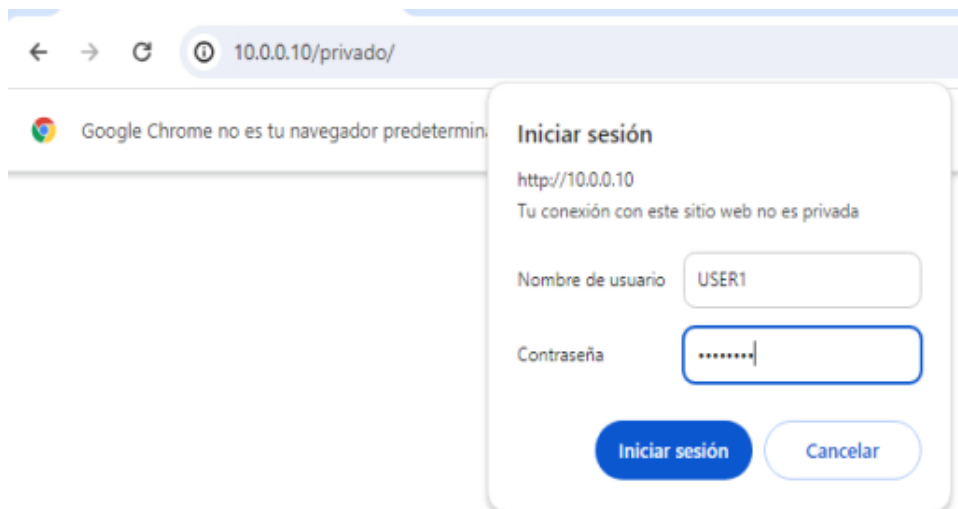 10.0.0.10/privado/
Google Chrome no es tu navegador
Iniciar sesión
http://10.0.0.10
Tu conexión con este sitio web no es privada
Nombre de usuario USER1
Contraseña ••••••••
Iniciar sesión Cancelar